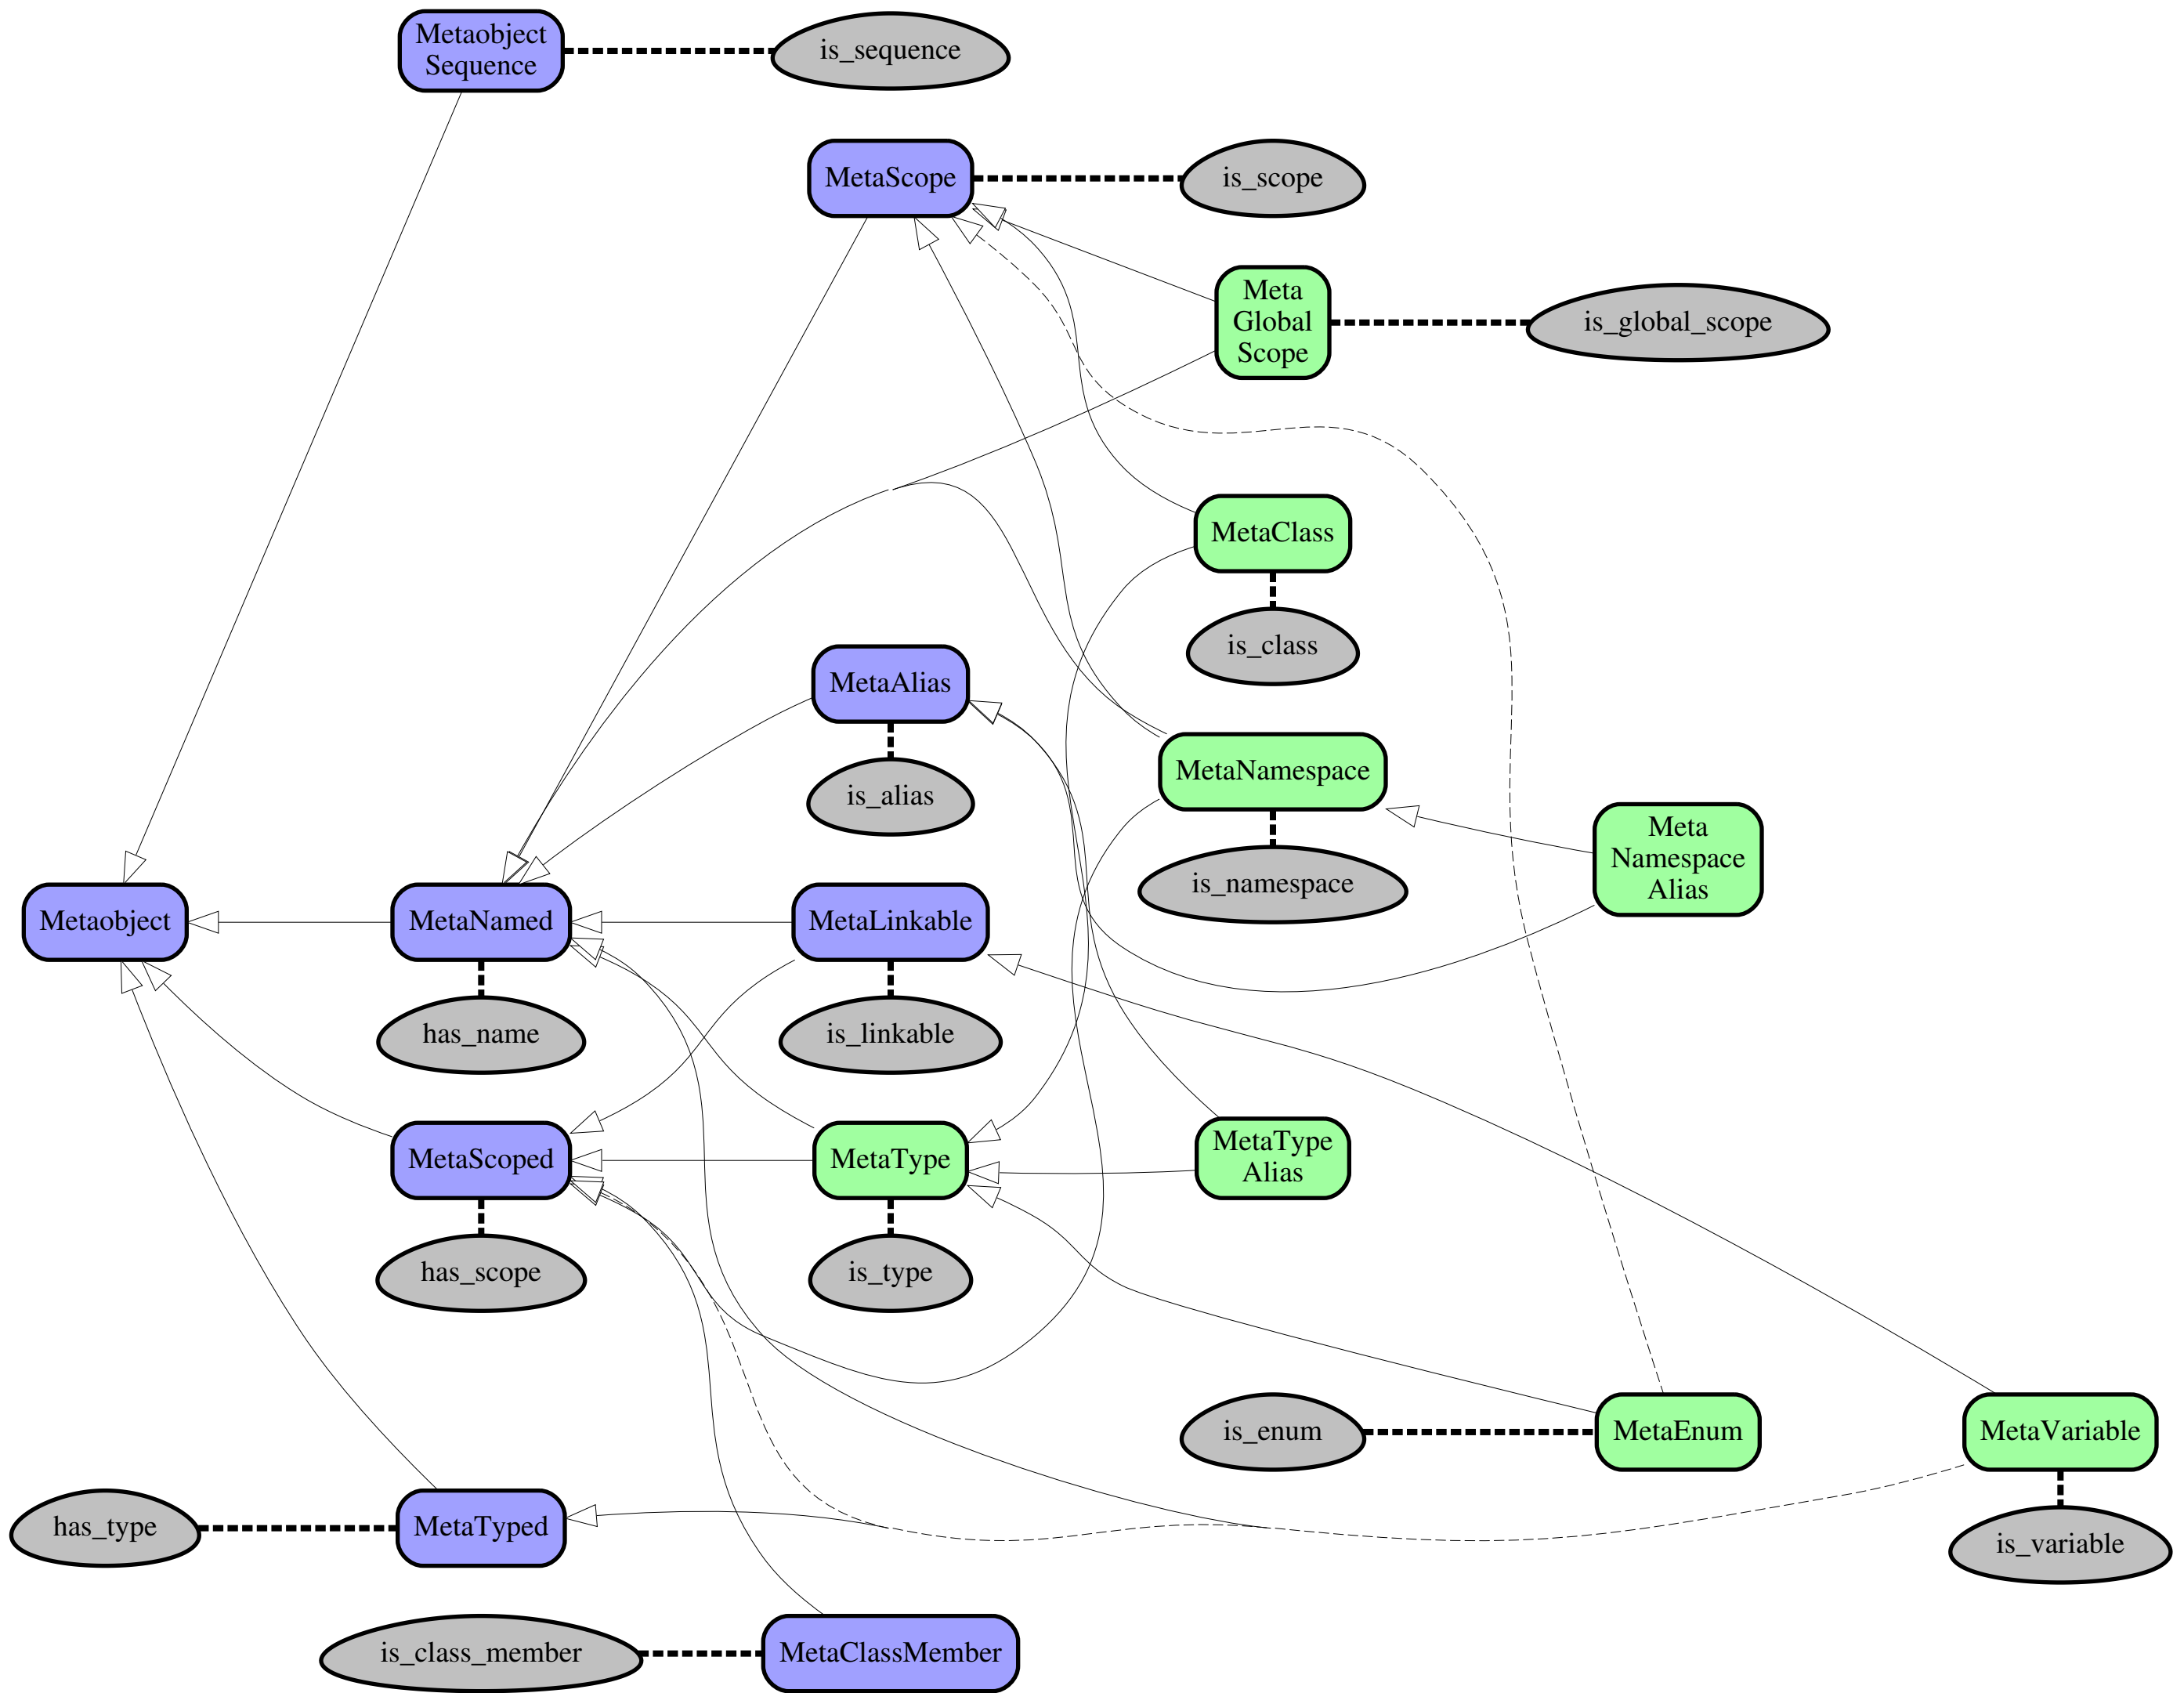 Metaobject
Sequence
is_sequence
MetaScope
is_scope
Meta
Global
Scope
is_global_scope
MetaClass
is_class
MetaAlias
is_alias
MetaNamespace
is_namespace
Meta
Namespace
Alias
Metaobject
MetaNamed
has_name
MetaLinkable
is_linkable
MetaScoped
has_scope
MetaType
is_type
MetaType
Alias
is_enum
MetaEnum
MetaVariable
is_variable
has_type
MetaTyped
is_class_member
MetaClassMember